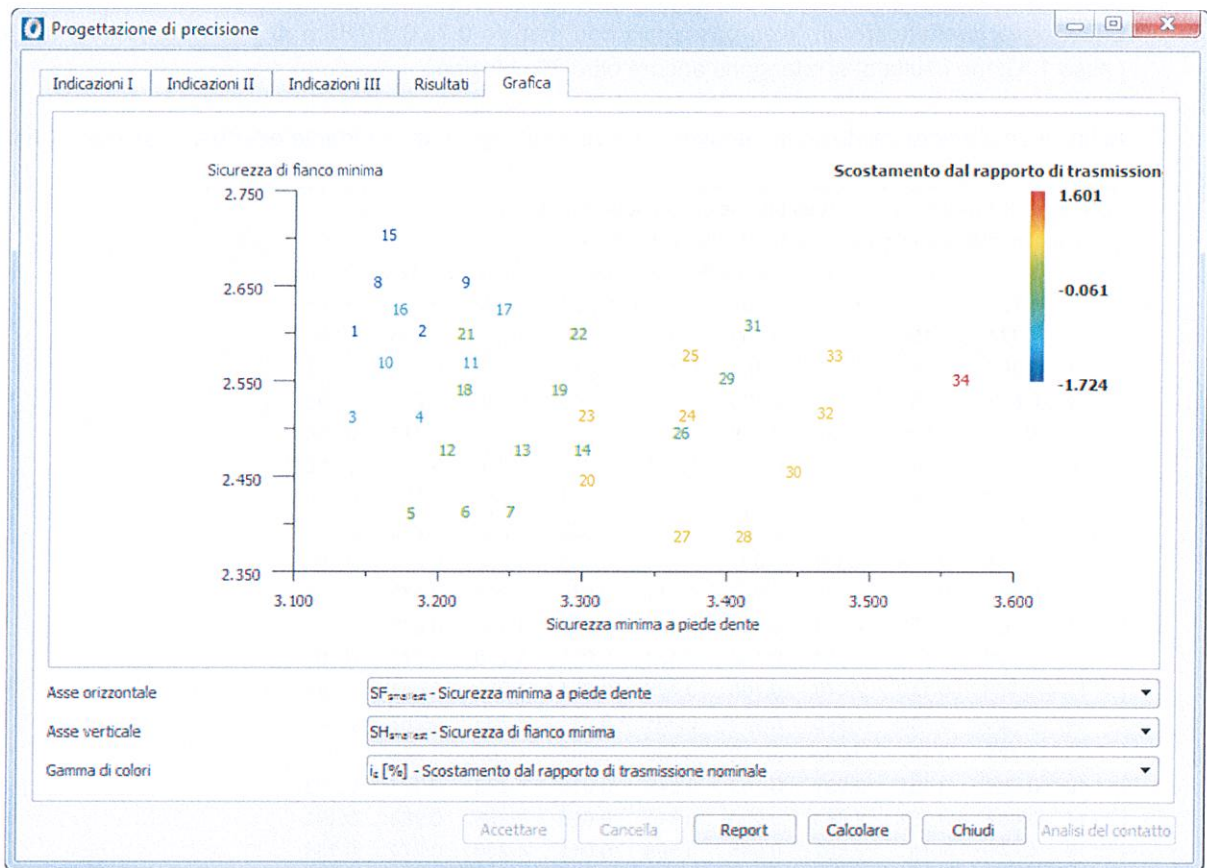 Progettazione di precisione
Indicazioni I Indicazioni II Indicazioni III Risultati Grafica
Sicurezza di fianco minima
Scostamento dal rapporto di trasmission
2.750
1.601
15
8 9
2.650
-0.061
16 17
31
1 2 21 22
25 33
10 11
29 34
2.550
-1.724
18 19
3 4 23 24 32
26
12 13 14
30
2.450
20
5 6 7
27 28
2.350
3.100 3.200 3.300 3.400 3.500 3.600
Sicurezza minima a piede dente
Asse orizzontale SFsmallest - Sicurezza minima a piede dente
Asse verticale SHsmallest - Sicurezza di fianco minima
Gamma di colori [%] - Scostamento dal rapporto di trasmissione nominale
Accettare Cancella Report Calcolare Chiudi Analisi del contatto